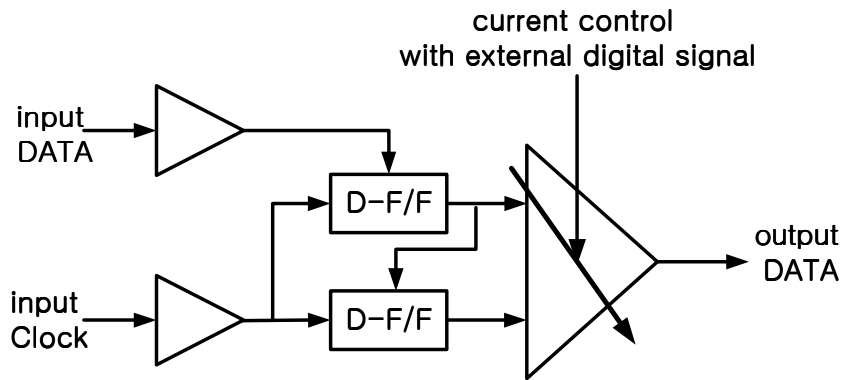 current control
with external digital signal
input
DATA
D-F/F
output
DATA
input
Clock
D-F/F